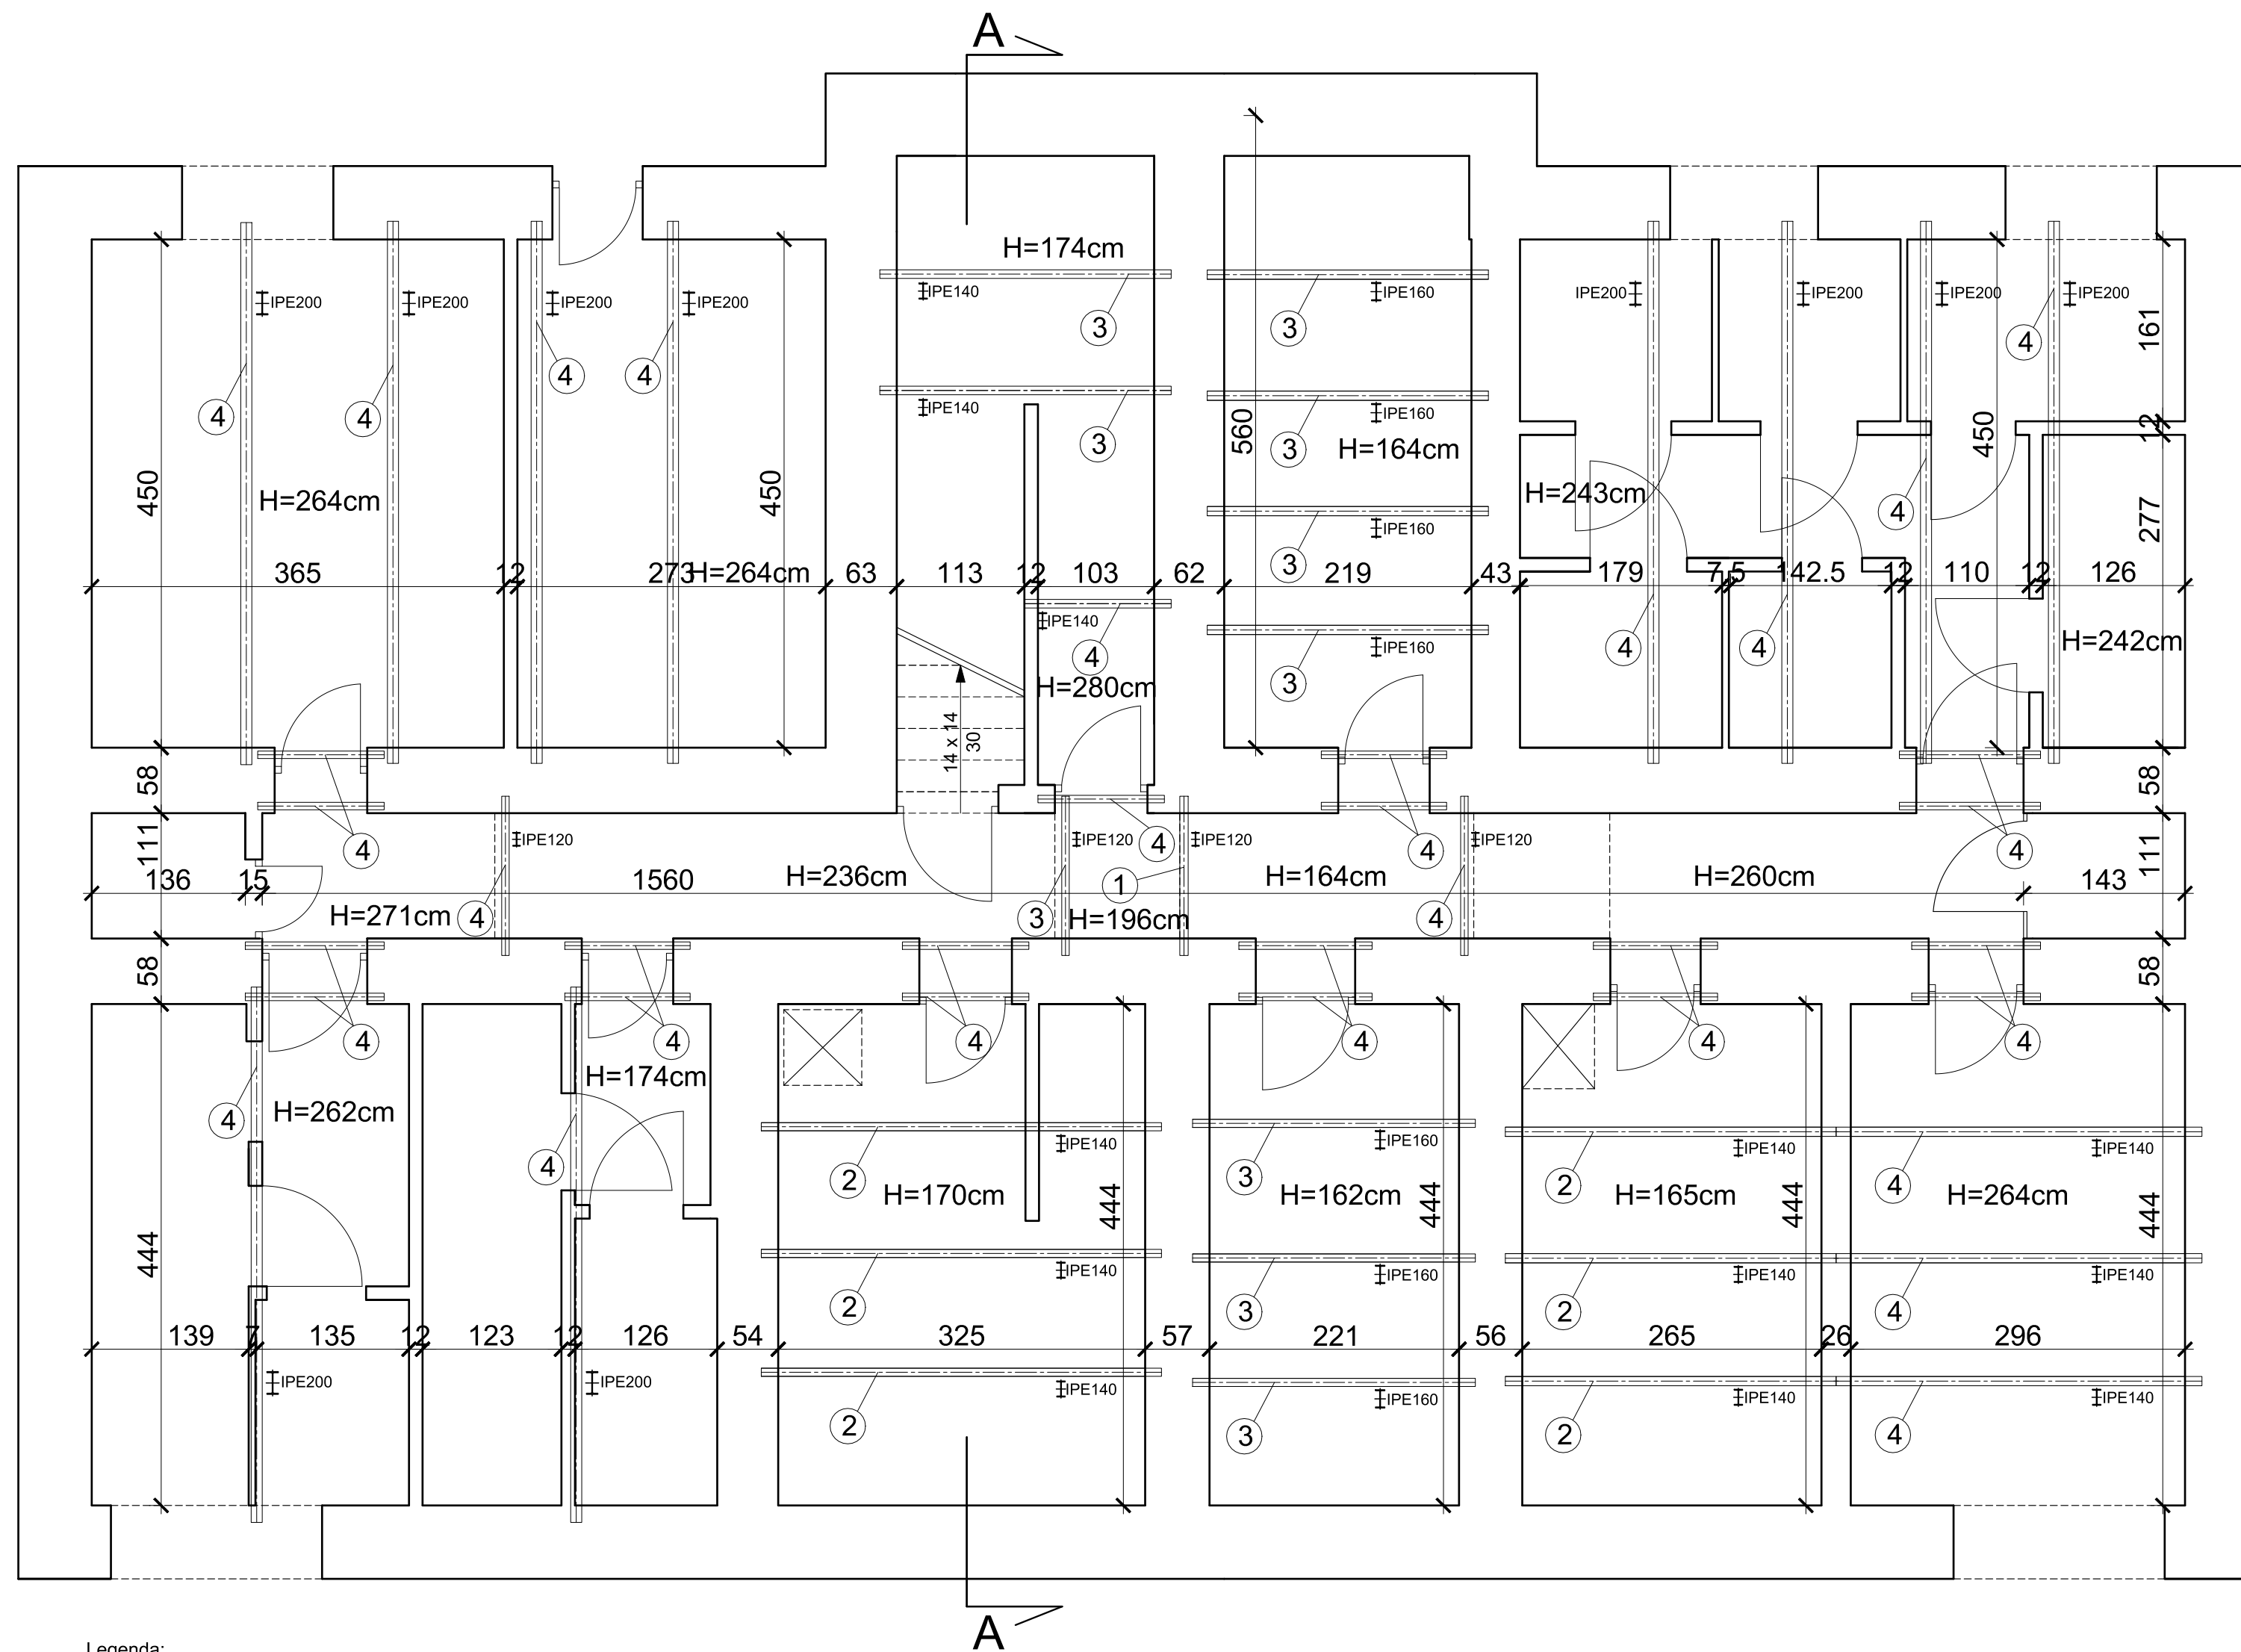 A
H=174cm
IPE140
3
IPE160
3
IPE200 IPE200 IPE200 IPE200
IPE200 IPE200 IPE200 IPE200
4
161
4 4
4 4
IPE140
3
IPE160
3
560
H=164cm
450
12
450
H=264cm
450
H=243cm
4
277
IPE160
3
365 12 273 H=264cm 63 113 12 103 62 219 43 179 7.5 142.5 12 110 12 126
IPE140
4
IPE160
3
4 4
H=242cm
H=280cm
14 x 14
30
58
58
111
4
IPE120
IPE120
4
IPE120
4
IPE120
4
111
136 15 1560 H=236cm 1 H=164cm H=260cm 143
H=271cm 4 3 H=196cm 4
58
58
4 4 4 4 4 4
H=174cm
4
H=262cm
IPE140
IPE160
IPE140
IPE140
4
2
3
2
4
H=170cm
444
H=162cm
444
H=165cm
444
H=264cm
444
444
IPE140
IPE160
IPE140
IPE140
2
3
2
4
139 7 135 12 123 12 126 54 325 57 221 56 265 26 296
IPE200
IPE200
IPE140
IPE160
IPE140
IPE140
2
3
2
4
A
Legenda: